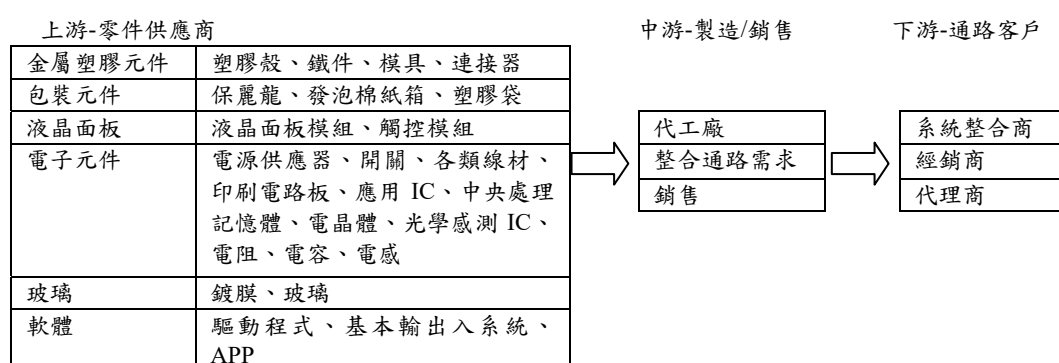 上游-零件供應商
中游-製造/銷售
下游-通路客戶
金屬塑膠元件
塑膠殼、鐵件、模具、連接器
包裝元件
保麗龍、發泡棉紙箱、塑膠袋
液晶面板
液晶面板模組、觸控模組
電子元件
電源供應器、開關、各類線材、
印刷電路板、應用 IC、中央處理
記憶體、電晶體、光學感測 IC、
電阻、電容、電感
玻璃
鍍膜、玻璃
軟體
驅動程式、基本輸出入系統、
APP
代工廠
整合通路需求
銷售
系統整合商
經銷商
代理商